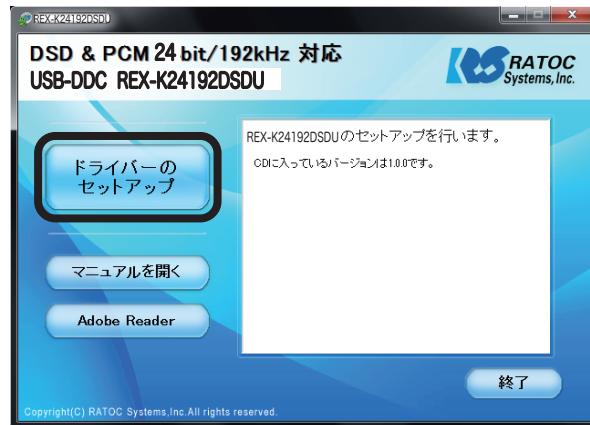 REX-K24192DSDU
DSD & PCM 24 bit/192kHz 対応
USB-DDC REX-K24192DSDU
RATOC
Systems, Inc.
ドライバーの
セットアップ
REX-K24192DSDUのセットアップを行います。
CDに入っているバージョンは1.0.0です。
マニュアルを開く
Adobe Reader
終了
Copyright(C) RATOC Systems,Inc.All rights reserved.